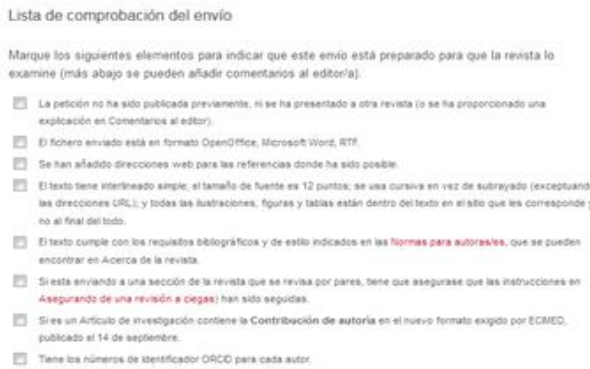 Lista de comprobación del envío
Marque los siguientes elementos para indicar que este envío está preparado para que la revista lo
examine (más abajo se pueden añadir comentarios al editor/a).
La petición no ha sido publicada previamente, ni se ha presentado a otra revista (o se ha proporcionado una
explicación en Comentarios al editor).
El fichero enviado está en formato OpenOffice, Microsoft Word, RTF.
Se han añadido direcciones web para las referencias donde ha sido posible.
El texto tiene interlineado simple; el tamaño de fuente es 12 puntos; se usa cursiva en vez de subrayado (exceptuand
las direcciones URL); y todas las ilustraciones, figuras y tablas están dentro del texto en el sitio que les corresponde y
no al final del todo.
El texto cumple con los requisitos bibliográficos y de estilo indicados en las Normas para autoras/es, que se pueden
encontrar en Acerca de la revista.
Si esta enviando a una sección de la revista que se revisa por pares, tiene que asegurase que las instrucciones en
Asegurando de una revisión a ciegas) han sido seguidas.
Si es un Artículo de investigación contiene la Contribución de autoría en el nuevo formato exigido por ECIMED,
publicado el 14 de septiembre.
Tiene los números de Identificador ORCID para cada autor.